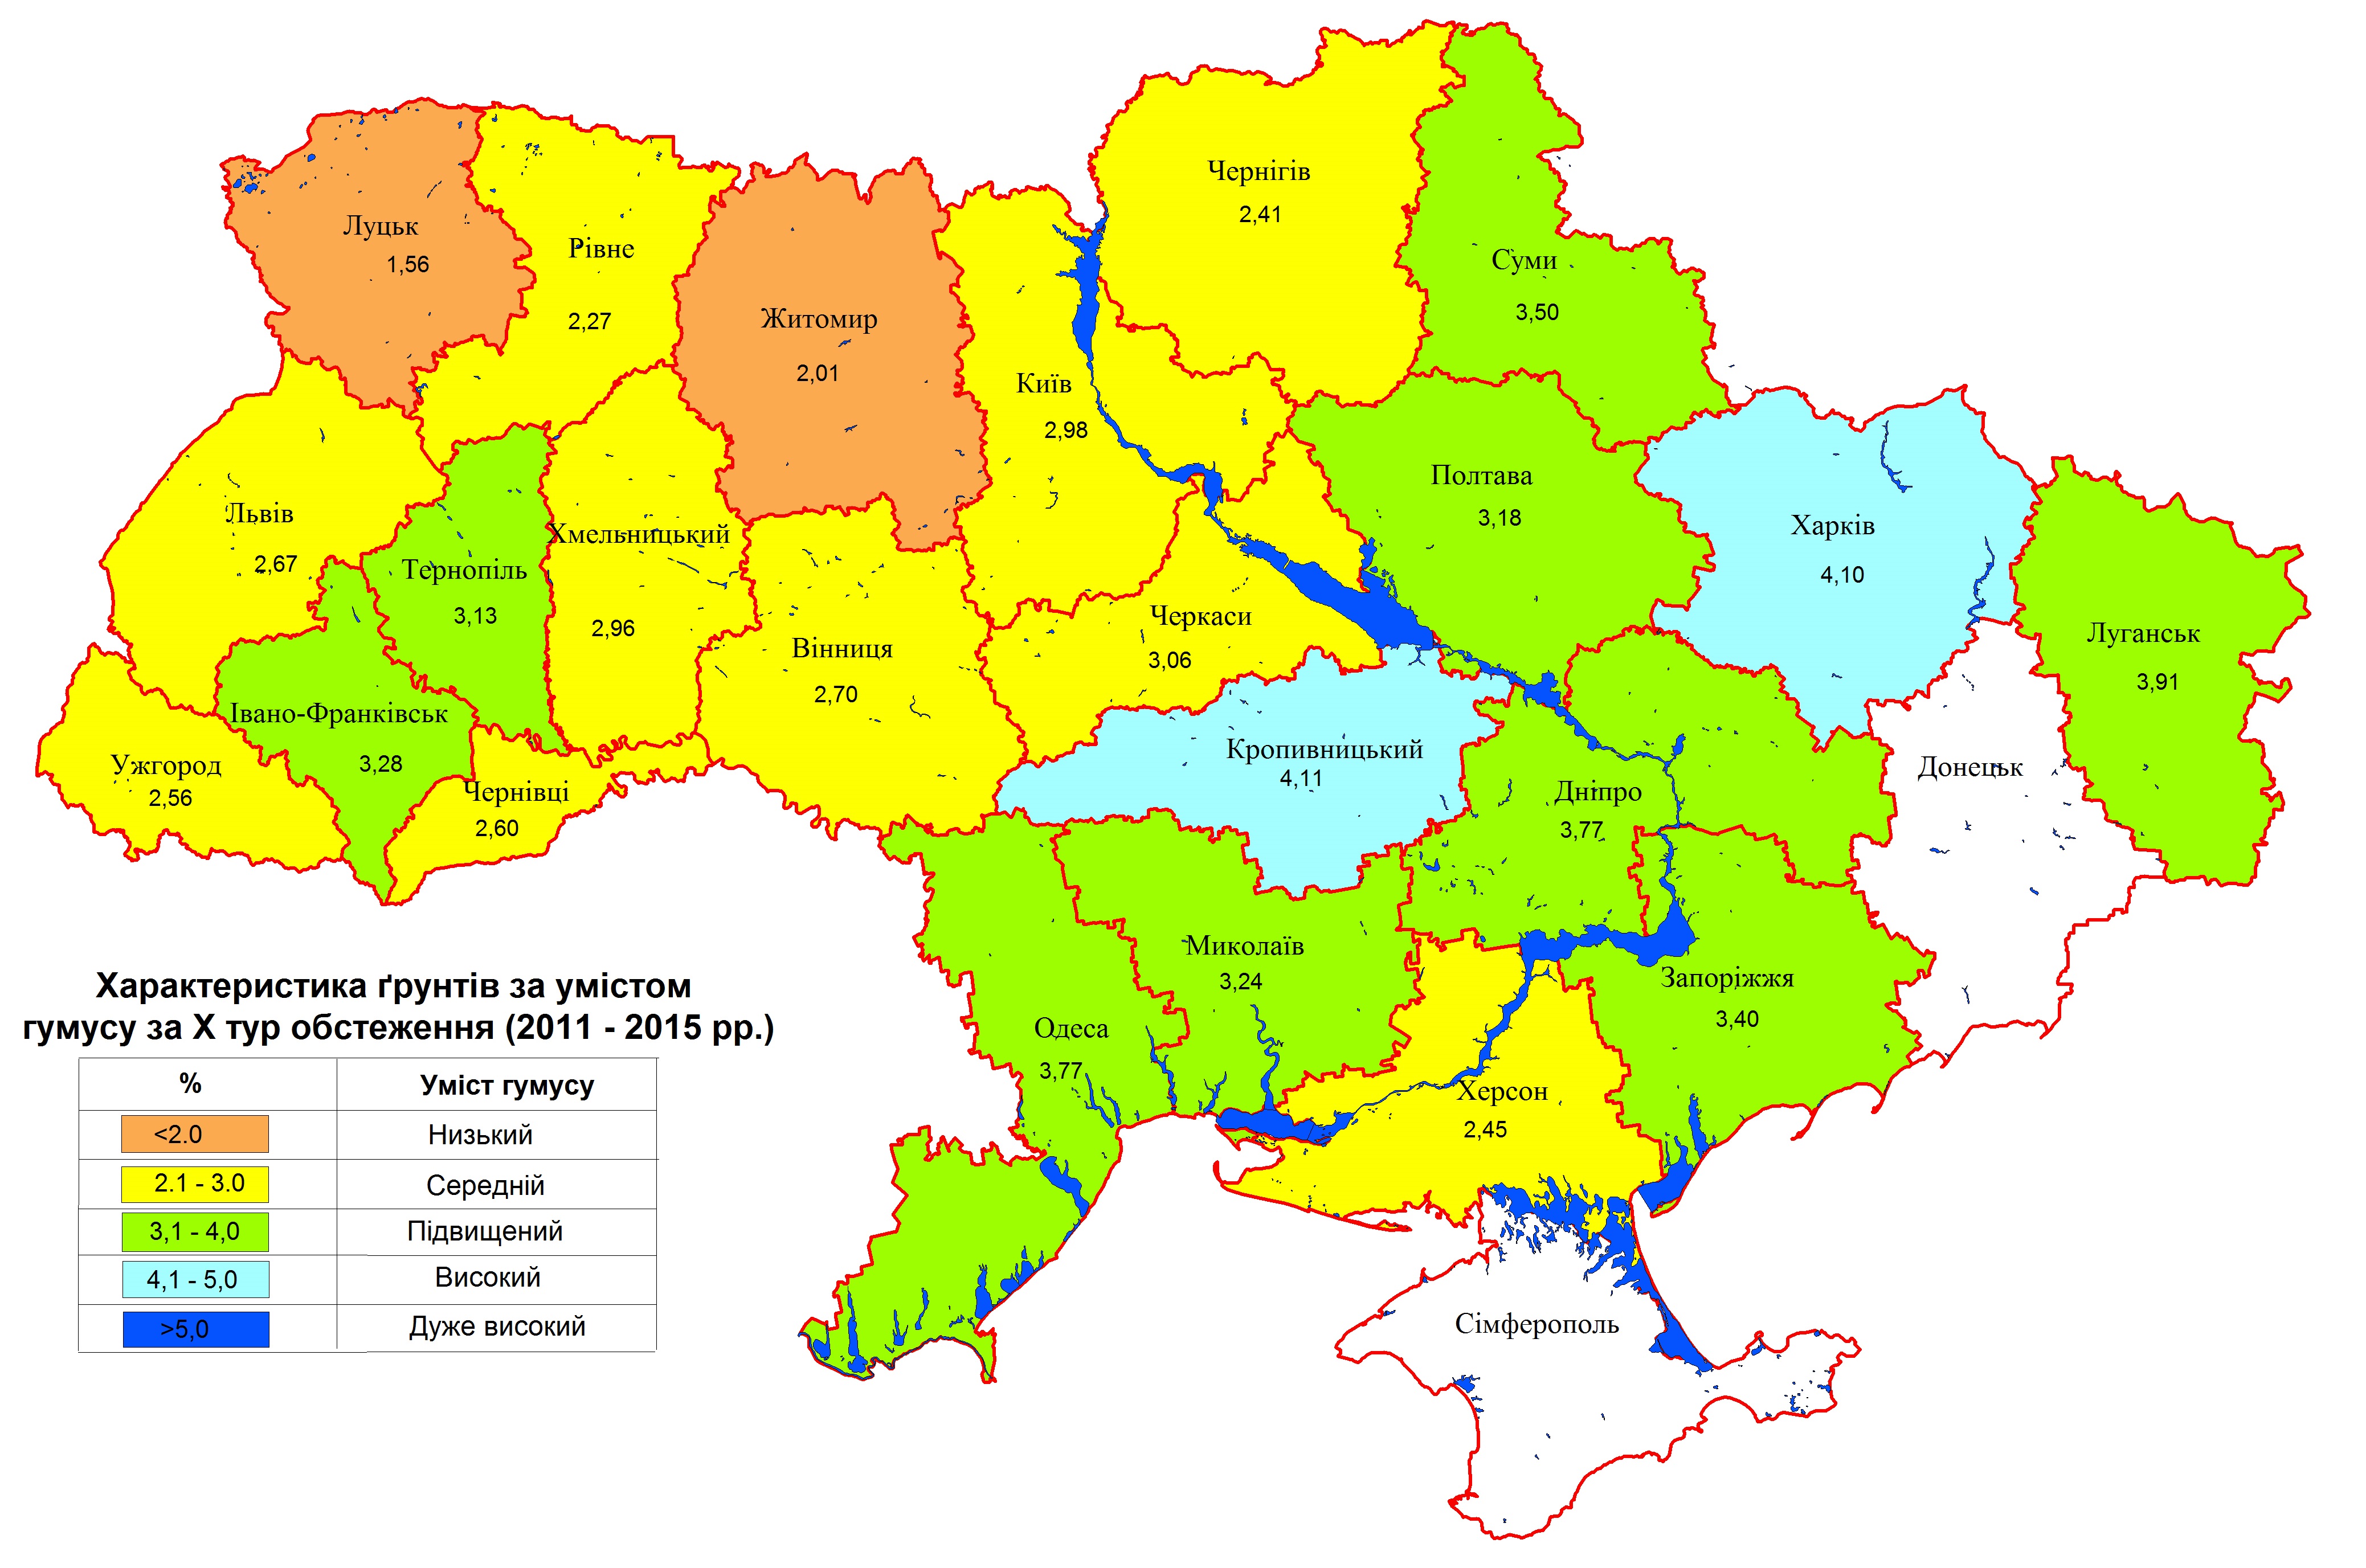 Чернігів
2,41
Луцьк
1,56
Рівне
2,27
Суми
3,50
Житомир
2,01
Київ
2,98
Полтава
3,18
Львів
2,67
Хмельницький
2,96
Тернопіль
3,13
Харків
4,10
Черкаси
3,06
Луганськ
3,91
Вінниця
2,70
Івано-Франківськ
3,28
Ужгород
2,56
Чернівці
2,60
Кропивницький
4,11
Донецьк
Дніпро
3,77
Миколаїв
3,24
Запоріжжя
3,40
Одеса
3,77
Херсон
2,45
Сімферополь
Характеристика ґрунтів за умістом
гумусу за X тур обстеження (2011 - 2015 рр.)
% Уміст гумусу
<2.0 Низький
2.1 - 3.0 Середній
3,1 - 4,0 Підвищений
4,1 - 5,0 Високий
>5,0 Дуже високий